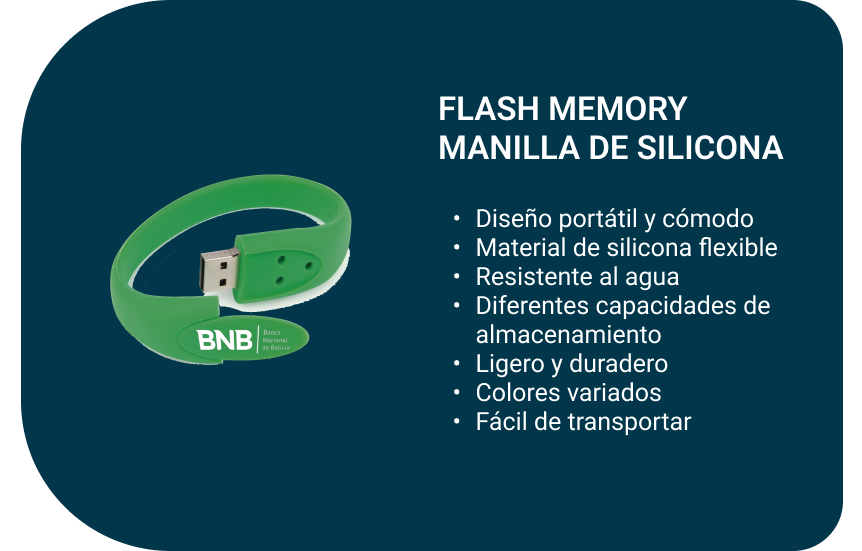 FLASH MEMORY
MANILLA DE SILICONA
• Diseño portátil y cómodo
• Material de silicona flexible
• Resistente al agua
• Diferentes capacidades de
almacenamiento
• Ligero y duradero
• Colores variados
• Fácil de transportar
BNB
Banco
Nacional
de Bolivia